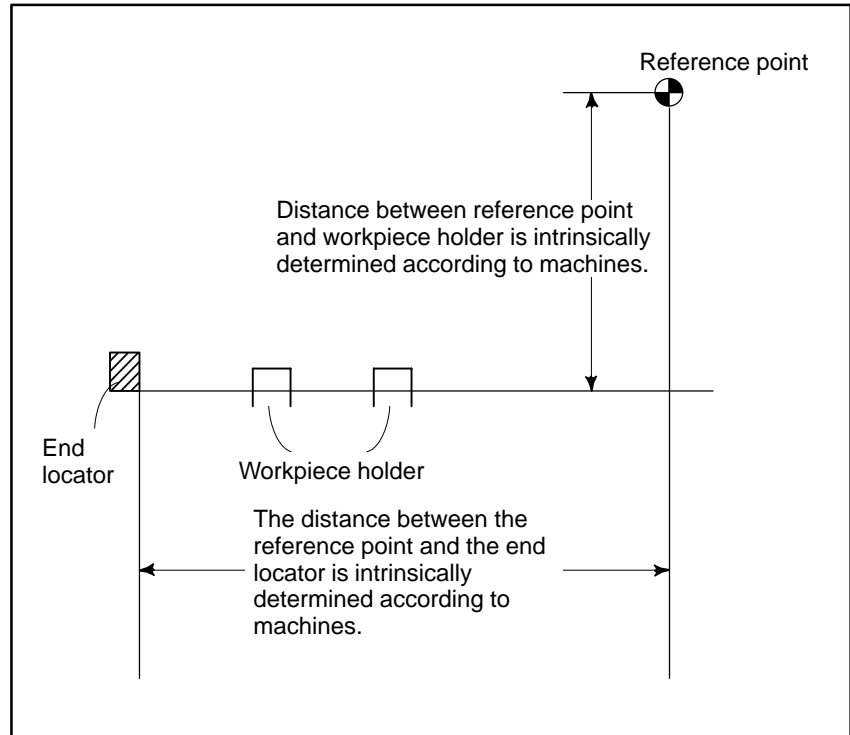 Reference point
Distance between reference point
and workpiece holder is intrinsically
determined according to machines.
End
locator
Workpiece holder
The distance between the
reference point and the end
locator is intrinsically
determined according to
machines.